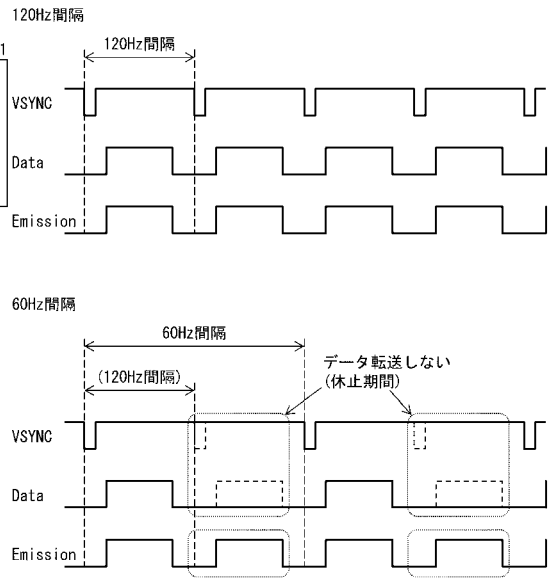 120Hz間隔
1
120Hz間隔
VSYNC
Data
Emission
60Hz間隔
60Hz間隔
データ転送しない
(休止期間)
(120Hz間隔)
VSYNC
Data
Emission